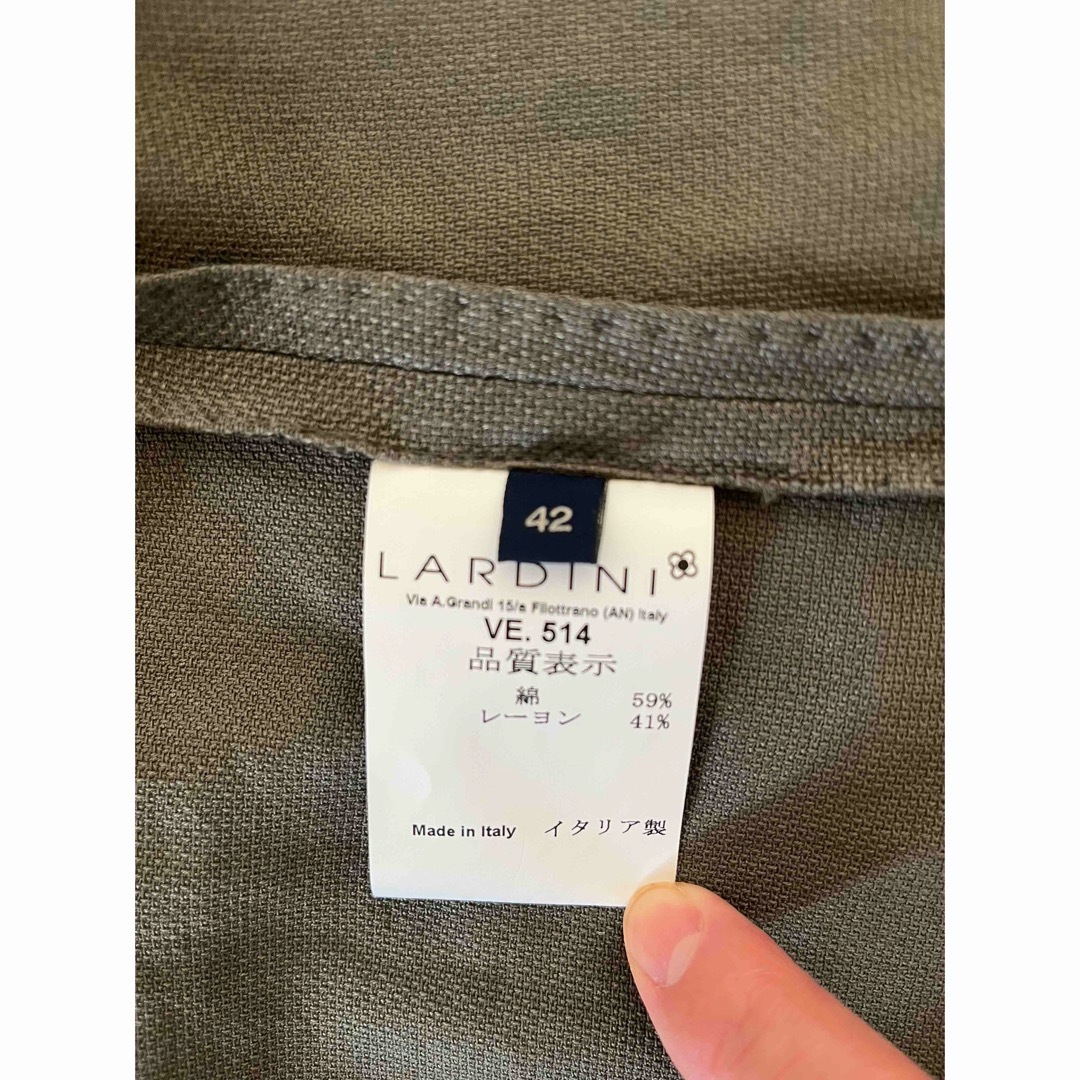 42
LARDINI
Via A.Grandi 15/a Filottrano (AN) Italy
VE. 514
品質表示
綿 59%
レーヨン 41%
Made in Italy イタリア製